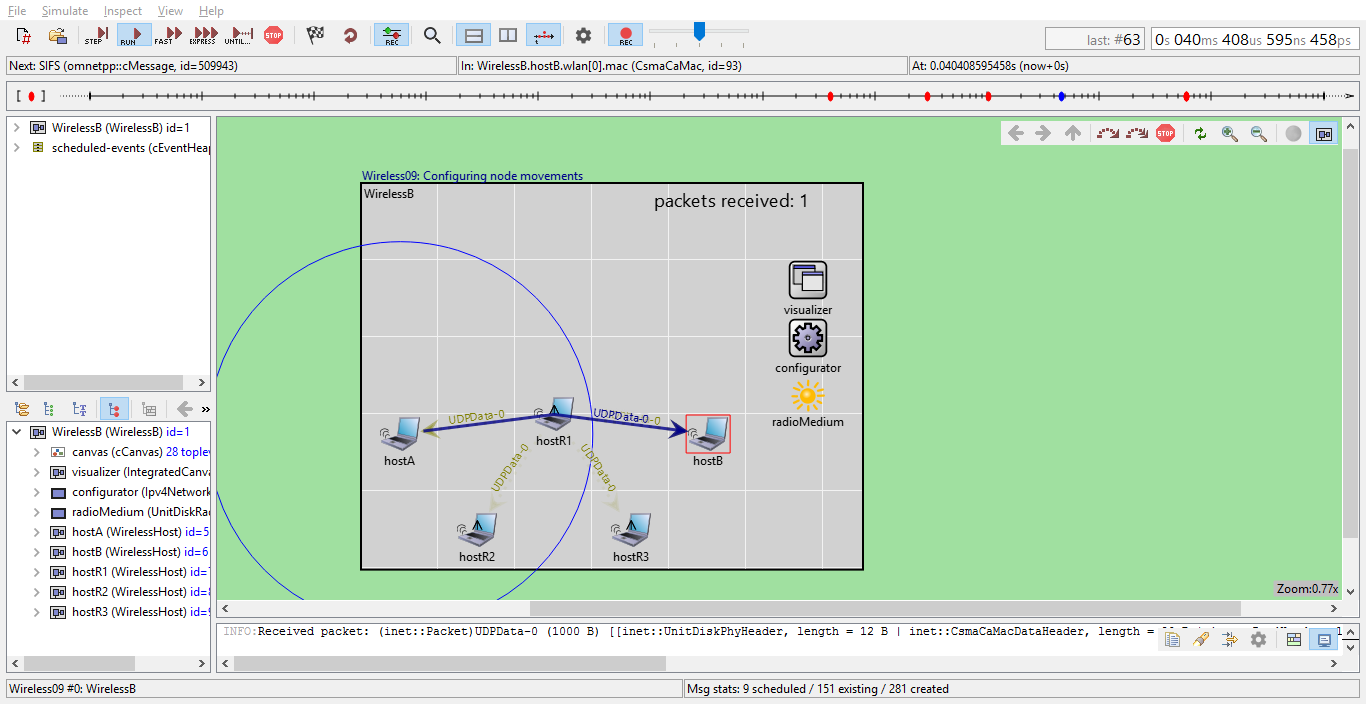 File Simulate Inspect View Help
STEP RUN FAST EXPRESS UNTIL... STOP REC REC
last: #63 0s 040ms 408us 595ns 458ps
Next: SIFS (omnetpp::cMessage, id=509943) In: WirelessB.hostB.wlan[0].mac (CsmaCaMac, id=93) At: 0.040408595458s (now+0s)
WirelessB (WirelessB) id=1
scheduled-events (cEventHea
STOP
Wireless09: Configuring node movements
WirelessB
packets received: 1
visualizer
configurator
radioMedium
UDPData-0
UDPData-0
hostR1
hostA
hostB
UDPData-0
UDPData-0
hostR2
hostR3
Zoom:0.77x
WirelessB (WirelessB) id=1
canvas (cCanvas) 28 toplev
visualizer (IntegratedCanva
configurator (Ipv4Network
radioMedium (UnitDiskRa
hostA (WirelessHost) id=5
hostB (WirelessHost) id=6
hostR1 (WirelessHost) id=
hostR2 (WirelessHost) id=
hostR3 (WirelessHost) id=
INFO:Received packet: (inet::Packet)UDPData-0 (1000 B) [[inet::UnitDiskPhyHeader, length = 12 B | inet::CsmaCaMacDataHeader, length =
Wireless09 #0: WirelessB Msg stats: 9 scheduled / 151 existing / 281 created